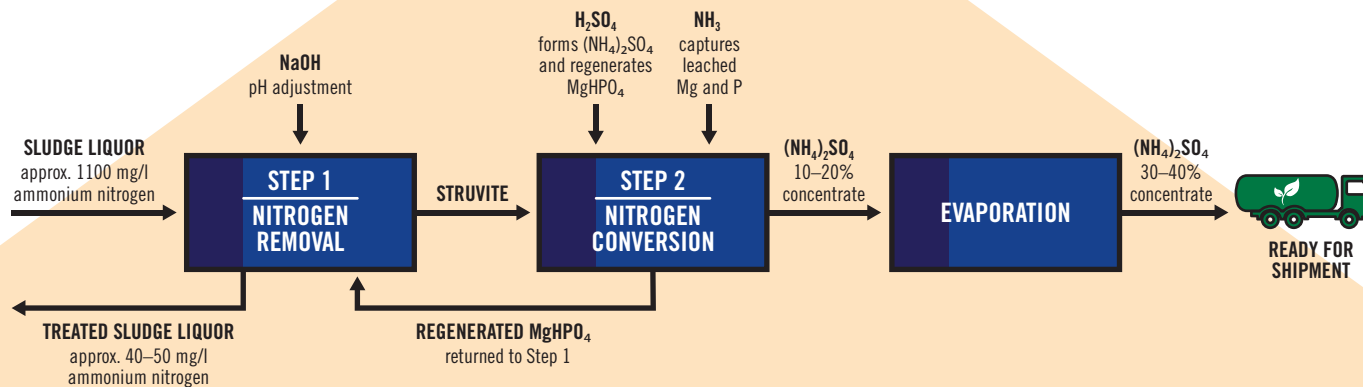 H₂SO₄
forms (NH₄)₂SO₄
and regenerates
MgHPO₄
NH₃
captures
leached
Mg and P
NaOH
pH adjustment
SLUDGE LIQUOR
approx. 1100 mg/l
ammonium nitrogen
STEP 1
NITROGEN
REMOVAL
STRUVITE
STEP 2
NITROGEN
CONVERSION
(NH₄)₂SO₄
10–20%
concentrate
EVAPORATION
(NH₄)₂SO₄
30–40%
concentrate
READY FOR
SHIPMENT
TREATED SLUDGE LIQUOR
approx. 40–50 mg/l
ammonium nitrogen
REGENERATED MgHPO₄
returned to Step 1